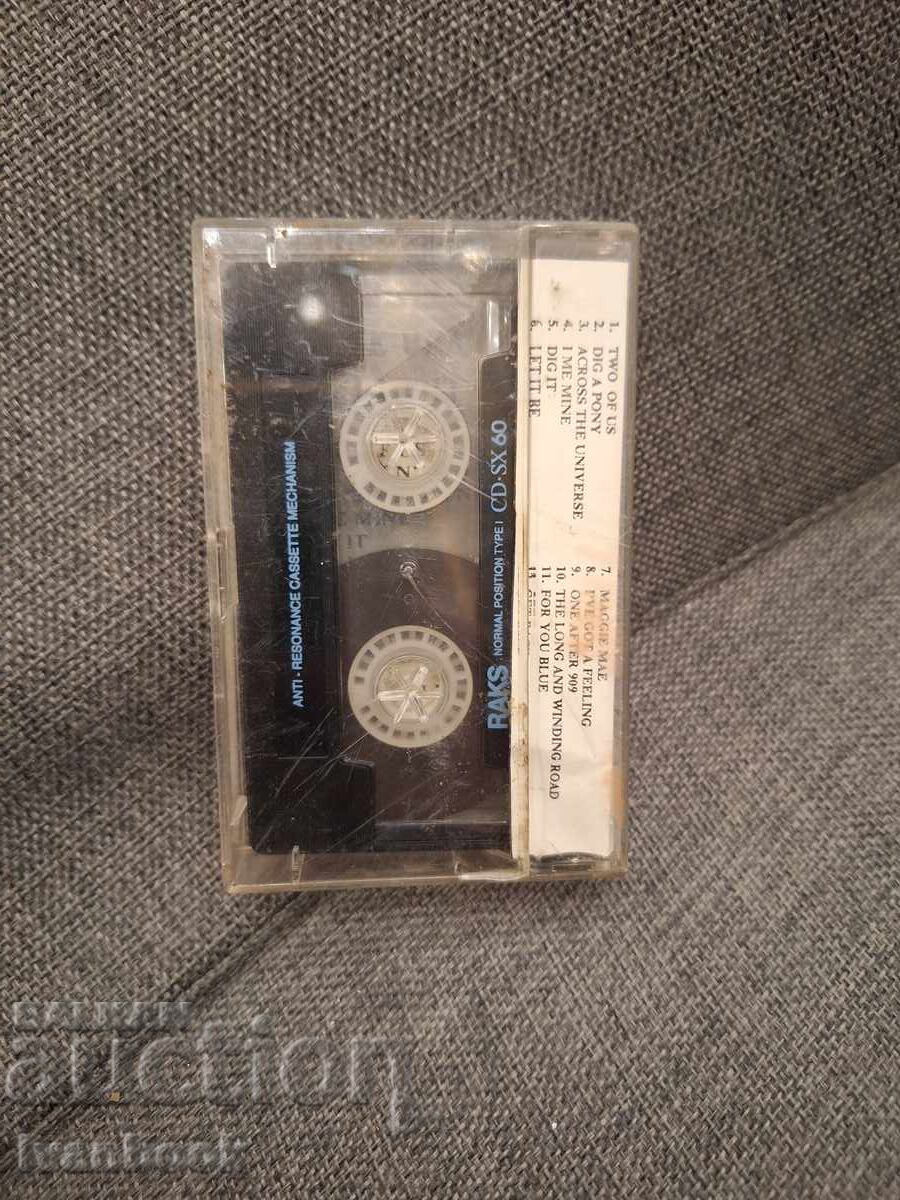 1. TWO OF US
2. DIG A PONY
3. ACROSS THE UNIVERSE
4. I ME MINE
5. DIG IT
6. LET IT BE
7. MAGGIE MAE
8. I'VE GOT A FEELING
9. ONE AFTER 909
10. THE LONG AND WINDING ROAD
11. FOR YOU BLUE
RAKS NORMAL POSITION TYPE I CD-SX 60
ANTI - RESONANCE CASSETTE MECHANISM
BALKAN
auction
ivanbook